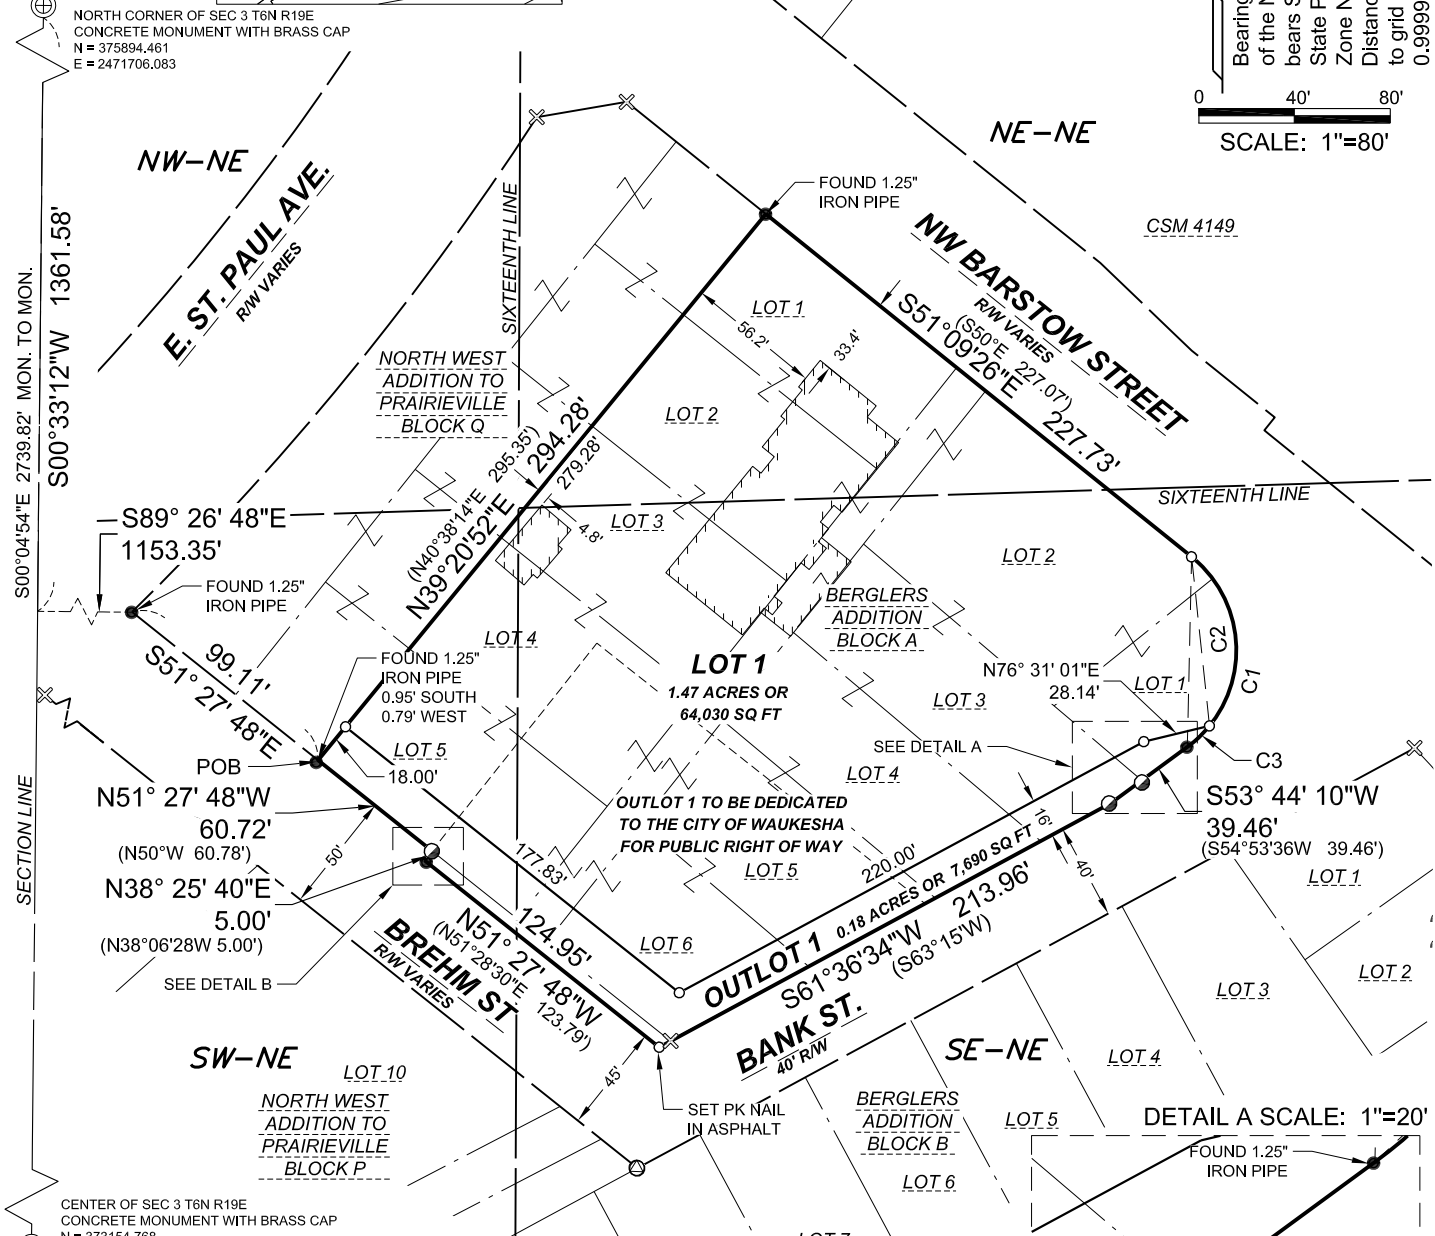 NORTH CORNER OF SEC 3 T6N R19E
CONCRETE MONUMENT WITH BRASS CAP
N = 375894.461
E = 2471706.083
Bearing
of the N
bears S
State P
Zone N
Distanc
to grid
0.9999
0 40' 80'
SCALE: 1"=80'
NW-NE
NE-NE
E. ST. PAUL AVE.
R/W VARIES
SIXTEENTH LINE
FOUND 1.25"
IRON PIPE
CSM 4149
NW BARSTOW STREET
R/W VARIES
(S50°E 227.07')
S51°09'26"E 227.73'
S00°04'54"E 2739.82' MON. TO MON.
S00°33'12"W 1361.58'
LOT 1
56.2'
33.4'
NORTH WEST
ADDITION TO
PRAIRIEVILLE
BLOCK Q
LOT 2
(N40°38'14"E 295.35')
N39°20'52"E 294.28'
279.28'
SIXTEENTH LINE
S89° 26' 48"E
1153.35'
LOT 3
4.8'
LOT 2
FOUND 1.25"
IRON PIPE
BERGLERS
ADDITION
BLOCK A
LOT 4
99.11'
S51° 27' 48"E
FOUND 1.25"
IRON PIPE
0.95' SOUTH
0.79' WEST
LOT 1
1.47 ACRES OR
64,030 SQ FT
N76° 31' 01"E
28.14'
LOT 1
C2
C1
LOT 3
LOT 5
SEE DETAIL A
C3
POB
18.00'
LOT 4
N51° 27' 48"W
60.72'
(N50°W 60.78')
S53° 44' 10"W
39.46'
(S54°53'36W 39.46')
OUTLOT 1 TO BE DEDICATED
TO THE CITY OF WAUKESHA
FOR PUBLIC RIGHT OF WAY
16'
50'
177.83'
LOT 5
220.00'
40'
LOT 1
N38° 25' 40"E
5.00'
(N38°06'28W 5.00')
SEE DETAIL B
124.95'
N51° 27' 48"W
(N51°28'30"E 123.79')
BREHM ST
R/W VARIES
LOT 6
OUTLOT 1 0.18 ACRES OR 7,690 SQ FT
S61°36'34"W 213.96'
(S63°15'W)
BANK ST.
40' R/W
LOT 2
LOT 3
SECTION LINE
SW-NE
SE-NE
LOT 4
LOT 10
45'
NORTH WEST
ADDITION TO
PRAIRIEVILLE
BLOCK P
SET PK NAIL
IN ASPHALT
BERGLERS
ADDITION
BLOCK B
LOT 5
DETAIL A SCALE: 1"=20'
FOUND 1.25"
IRON PIPE
LOT 6
CENTER OF SEC 3 T6N R19E
CONCRETE MONUMENT WITH BRASS CAP
N = 373154.768
LOT 7